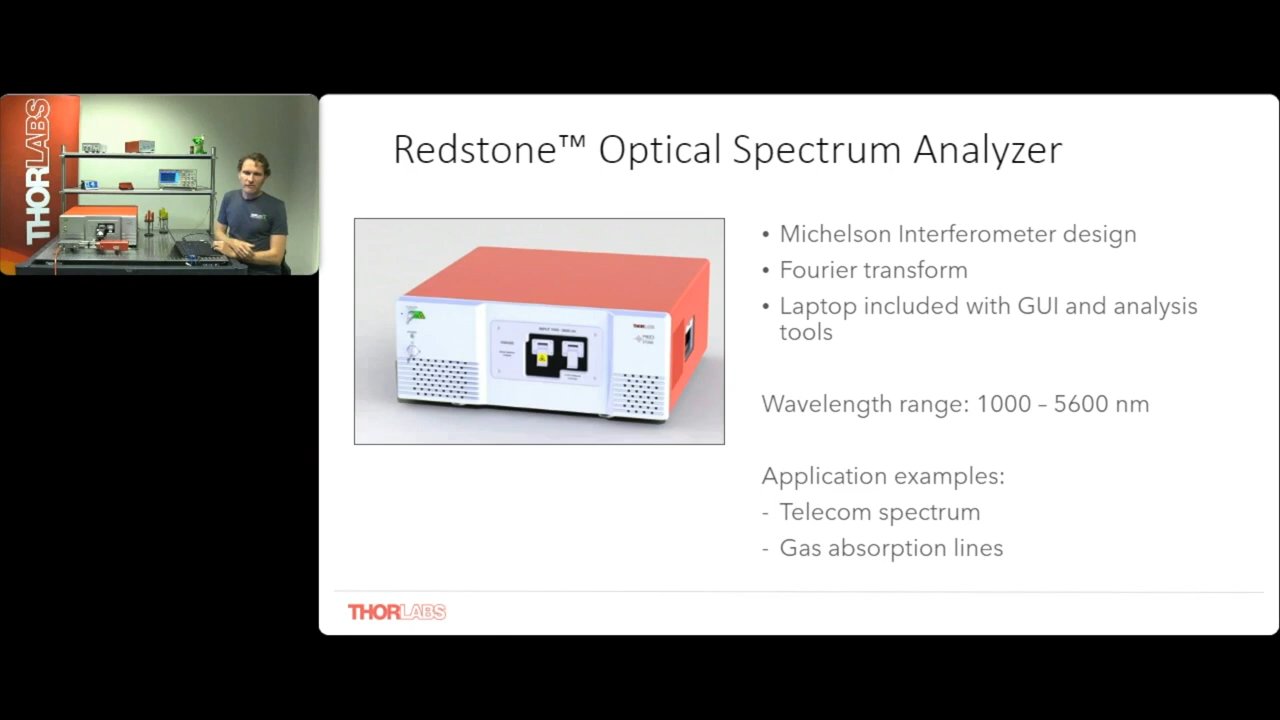 THORLABS
Redstone™ Optical Spectrum Analyzer
• Michelson Interferometer design
• Fourier transform
• Laptop included with GUI and analysis
tools
Wavelength range: 1000 – 5600 nm
Application examples:
- Telecom spectrum
- Gas absorption lines
THORLABS